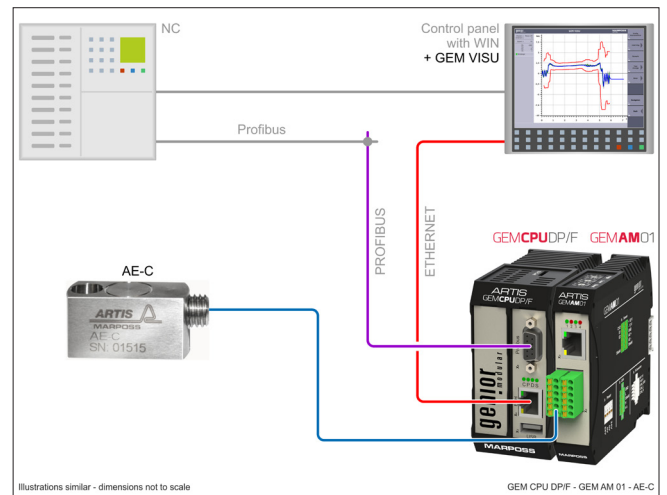 NC
Control panel
with WIN
+ GEM VISU
Profibus
PROFIBUS
ETHERNET
GEMCPUDP/F GEMAM01
AE-C
ARTIS
MARPOSS
AE-C
SN. 01515
ARTIS
GEMCPUDP/F
ARTIS
GEMAM01
genior
modular
CPDS
MARPOSS
MARPOSS
Illustrations similar - dimensions not to scale
GEM CPU DP/F - GEM AM 01 - AE-C